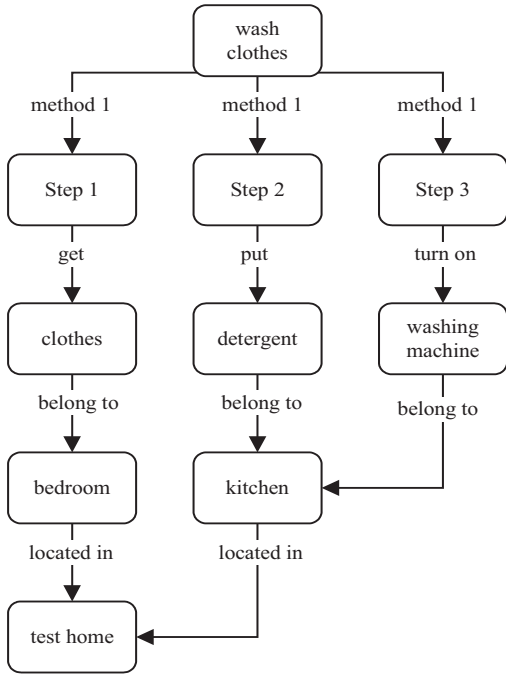 wash
clothes
method 1 method 1 method 1
Step 1 Step 2 Step 3
get put turn on
clothes detergent washing
machine
belong to belong to belong to
bedroom kitchen
located in located in
test home